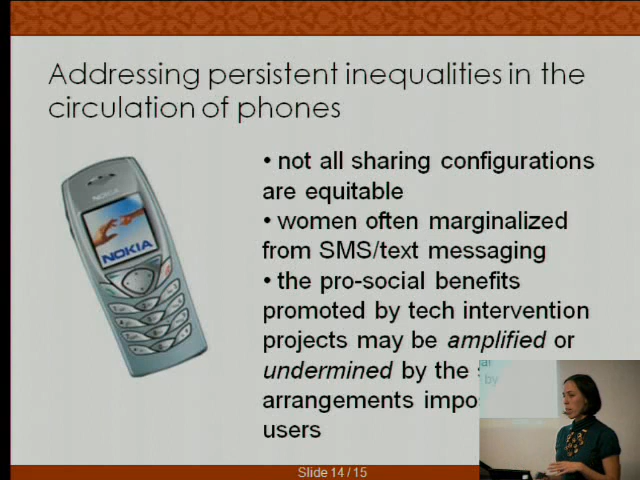 Addressing persistent inequalities in the
circulation of phones
• not all sharing configurations
are equitable
• women often marginalized
from SMS/text messaging
• the pro-social benefits
promoted by tech intervention
projects may be amplified or
undermined by the
arrangements
users
NOKIA
NOKIA
by
Slide 14 / 15